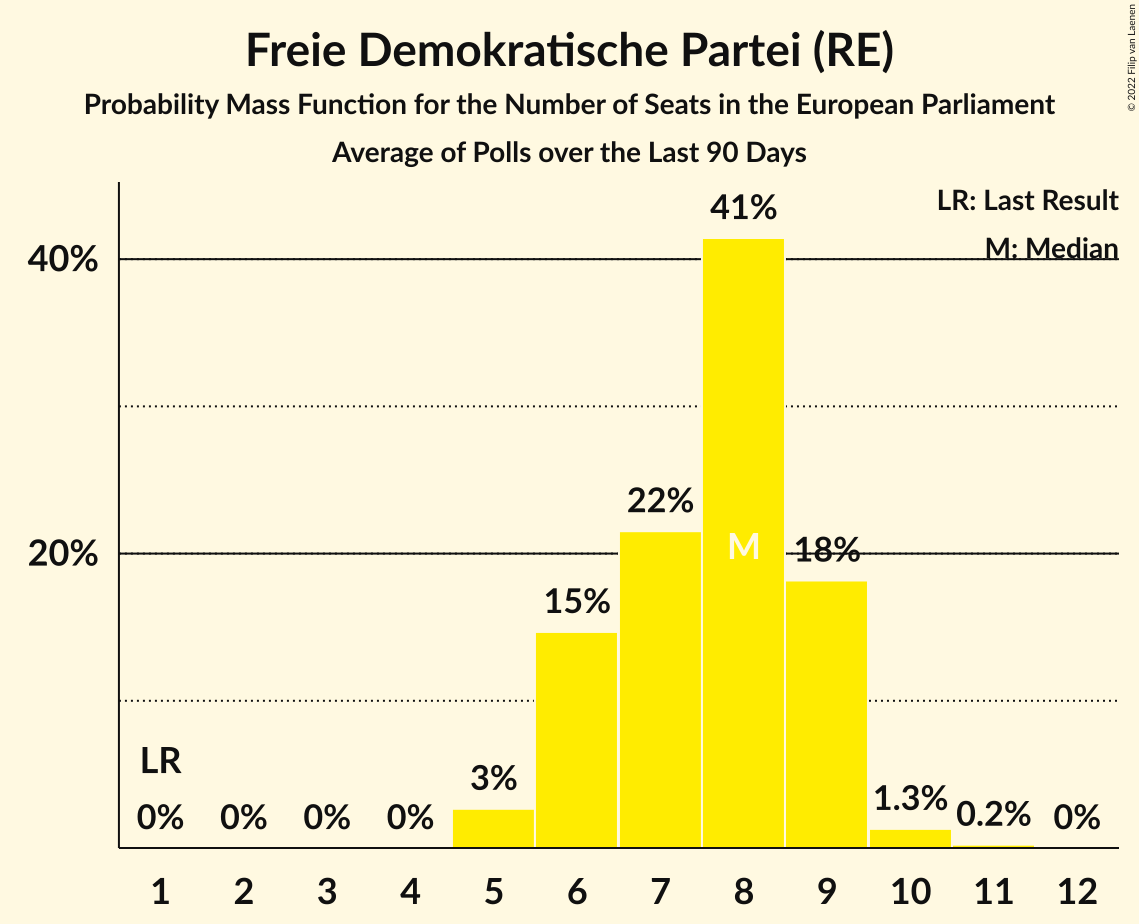 Freie Demokratische Partei (RE)
Probability Mass Function for the Number of Seats in the European Parliament
Average of Polls over the Last 90 Days
© 2022 Filip van Laenen
LR: Last Result
M: Median
41%
40%
22%
20%
M
18%
15%
LR
3%
1.3%
0.2%
0% 0% 0% 0% 0%
1 2 3 4 5 6 7 8 9 10 11 12